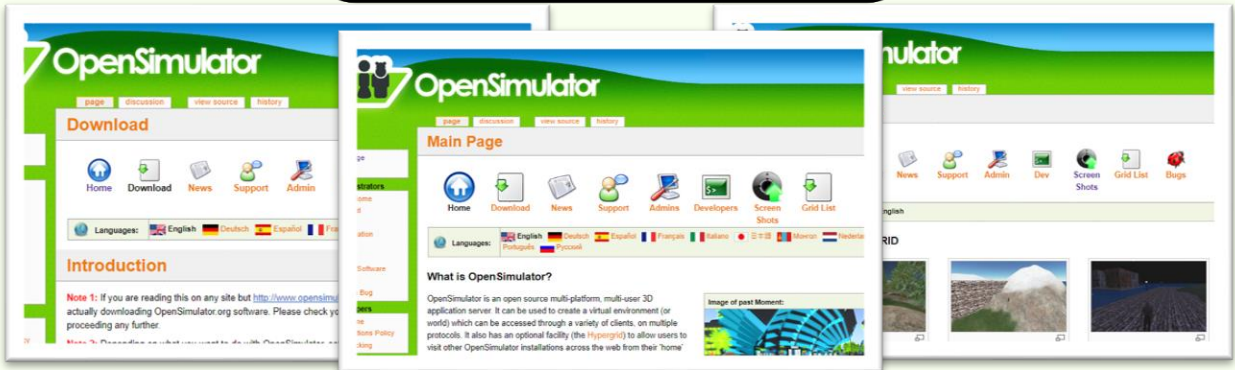 OpenSimulator
page discussion view source history
Download
Home Download News Support Admin
Languages: English Deutsch Español
Introduction
Note 1: If you are reading this on any site but http://www.opensimu
actually downloading OpenSimulator.org software. Please check yo
proceeding any further.
OpenSimulator
page discussion view source history
Main Page
Home Download News Support Admins Developers Screen Shots Grid List
Languages: English Deutsch Español Français Italiano 日本語 Монгол Nederla
Português Русский
What is OpenSimulator?
OpenSimulator is an open source multi-platform, multi-user 3D
application server. It can be used to create a virtual environment (or
world) which can be accessed through a variety of clients, on multiple
protocols. It also has an optional facility (the Hypergrid) to allow users to
visit other OpenSimulator installations across the web from their 'home'
Image of past Moment:
Software
Bug
nulator
view source history
News Support Admin Dev Screen Shots Grid List Bugs
nglish
RID